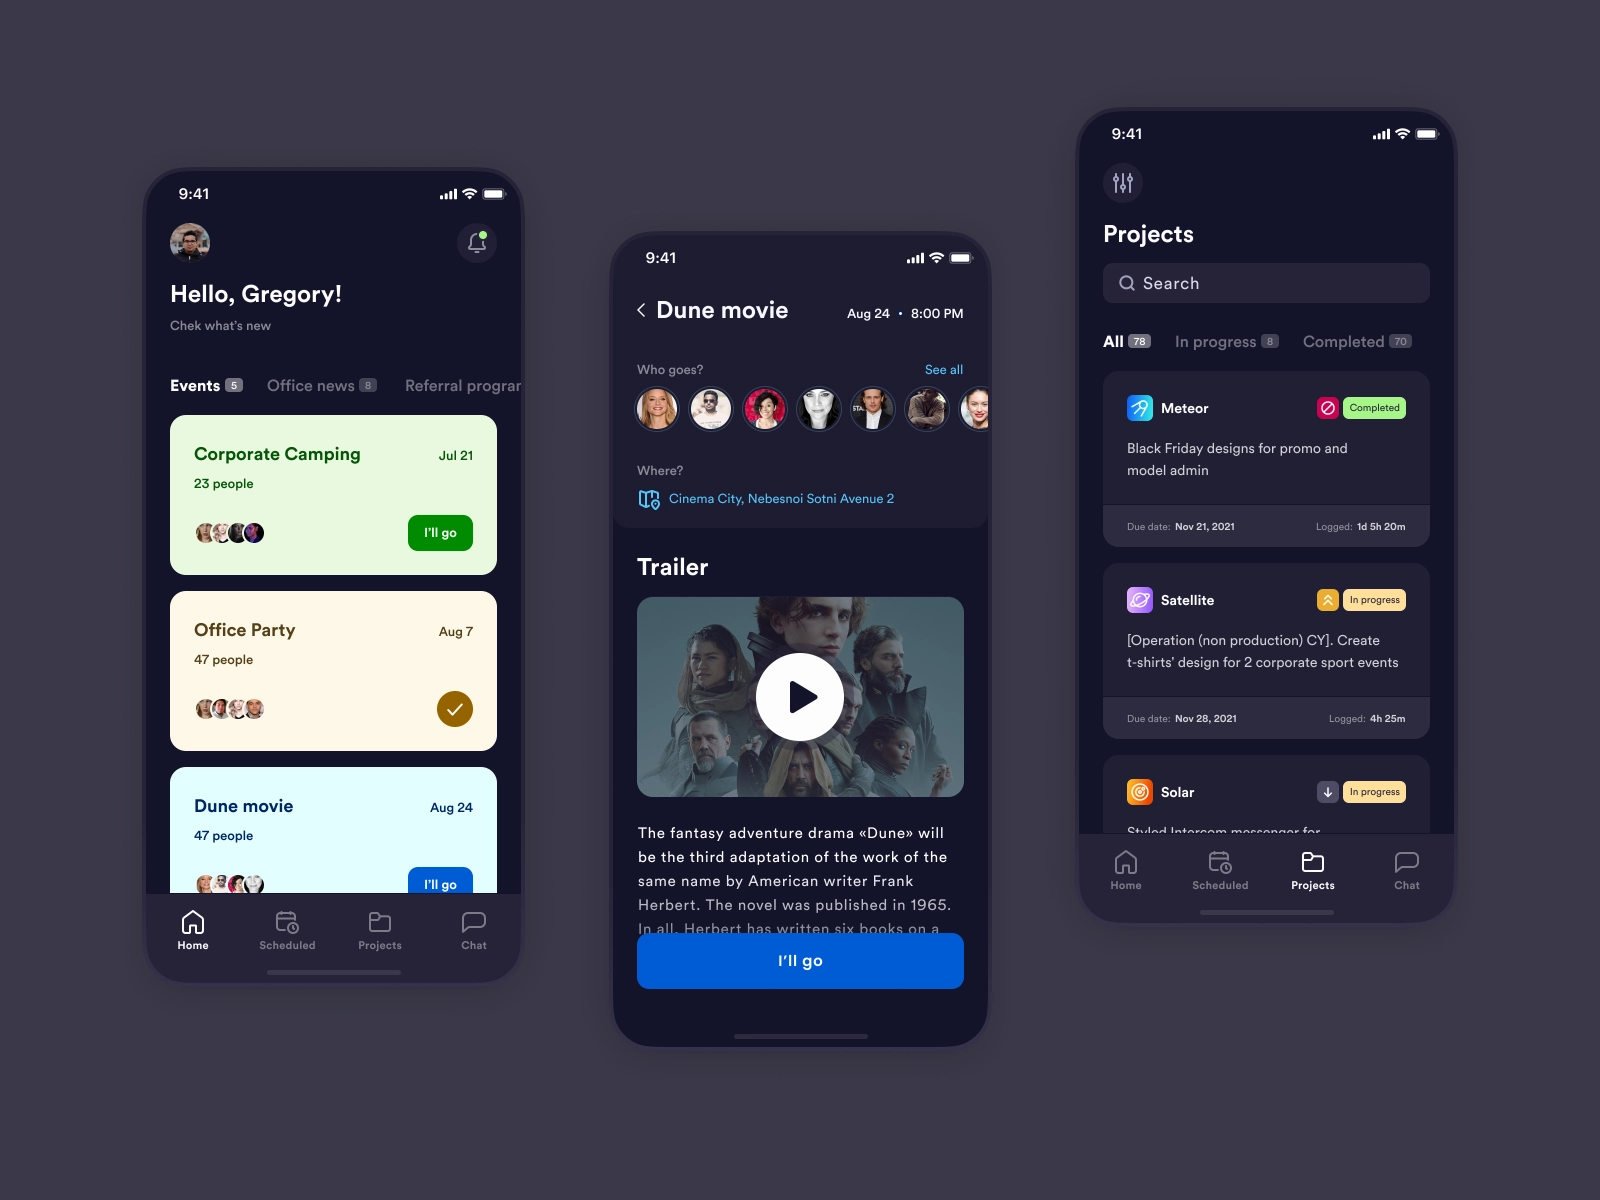 9:41
Hello, Gregory!
Chek what's new
Events 5 Office news 8 Referral prograr
Corporate Camping Jul 21
23 people
I'll go
Office Party Aug 7
47 people
Dune movie Aug 24
47 people
I'll go
Home Scheduled Projects Chat
9:41
Dune movie Aug 24 • 8:00 PM
Who goes? See all
STA
Where?
Cinema City, Nebesnoi Sotni Avenue 2
Trailer
The fantasy adventure drama «Dune» will
be the third adaptation of the work of the
same name by American writer Frank
Herbert. The novel was published in 1965.
In all, Herbert has written six books on a
I'll go
9:41
Projects
Search
All 78 In progress 8 Completed 70
Meteor Completed
Black Friday designs for promo and
model admin
Due date: Nov 21, 2021 Logged: 1d 5h 20m
Satellite In progress
[Operation (non production) CY]. Create
t-shirts' design for 2 corporate sport events
Due date: Nov 28, 2021 Logged: 4h 25m
Solar In progress
Styled Intercom messenger for
Home Scheduled Projects Chat